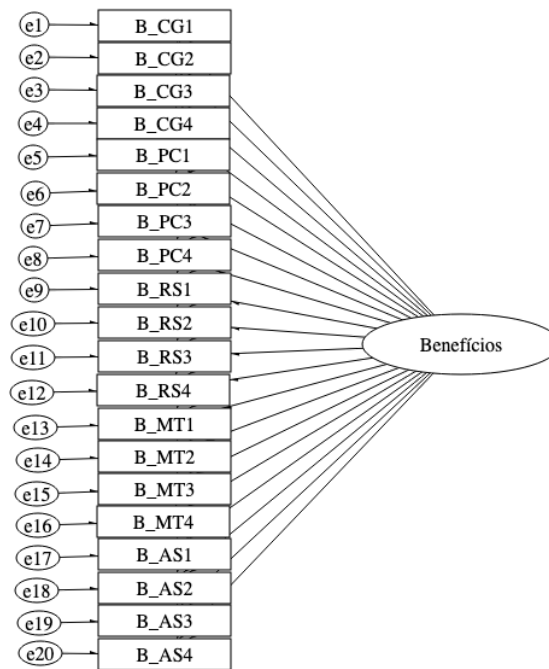 e1 B_CG1
e2 B_CG2
e3 B_CG3
e4 B_CG4
e5 B_PC1
e6 B_PC2
e7 B_PC3
e8 B_PC4
e9 B_RS1
e10 B_RS2
Benefícios
e11 B_RS3
e12 B_RS4
e13 B_MT1
e14 B_MT2
e15 B_MT3
e16 B_MT4
e17 B_AS1
e18 B_AS2
e19 B_AS3
e20 B_AS4